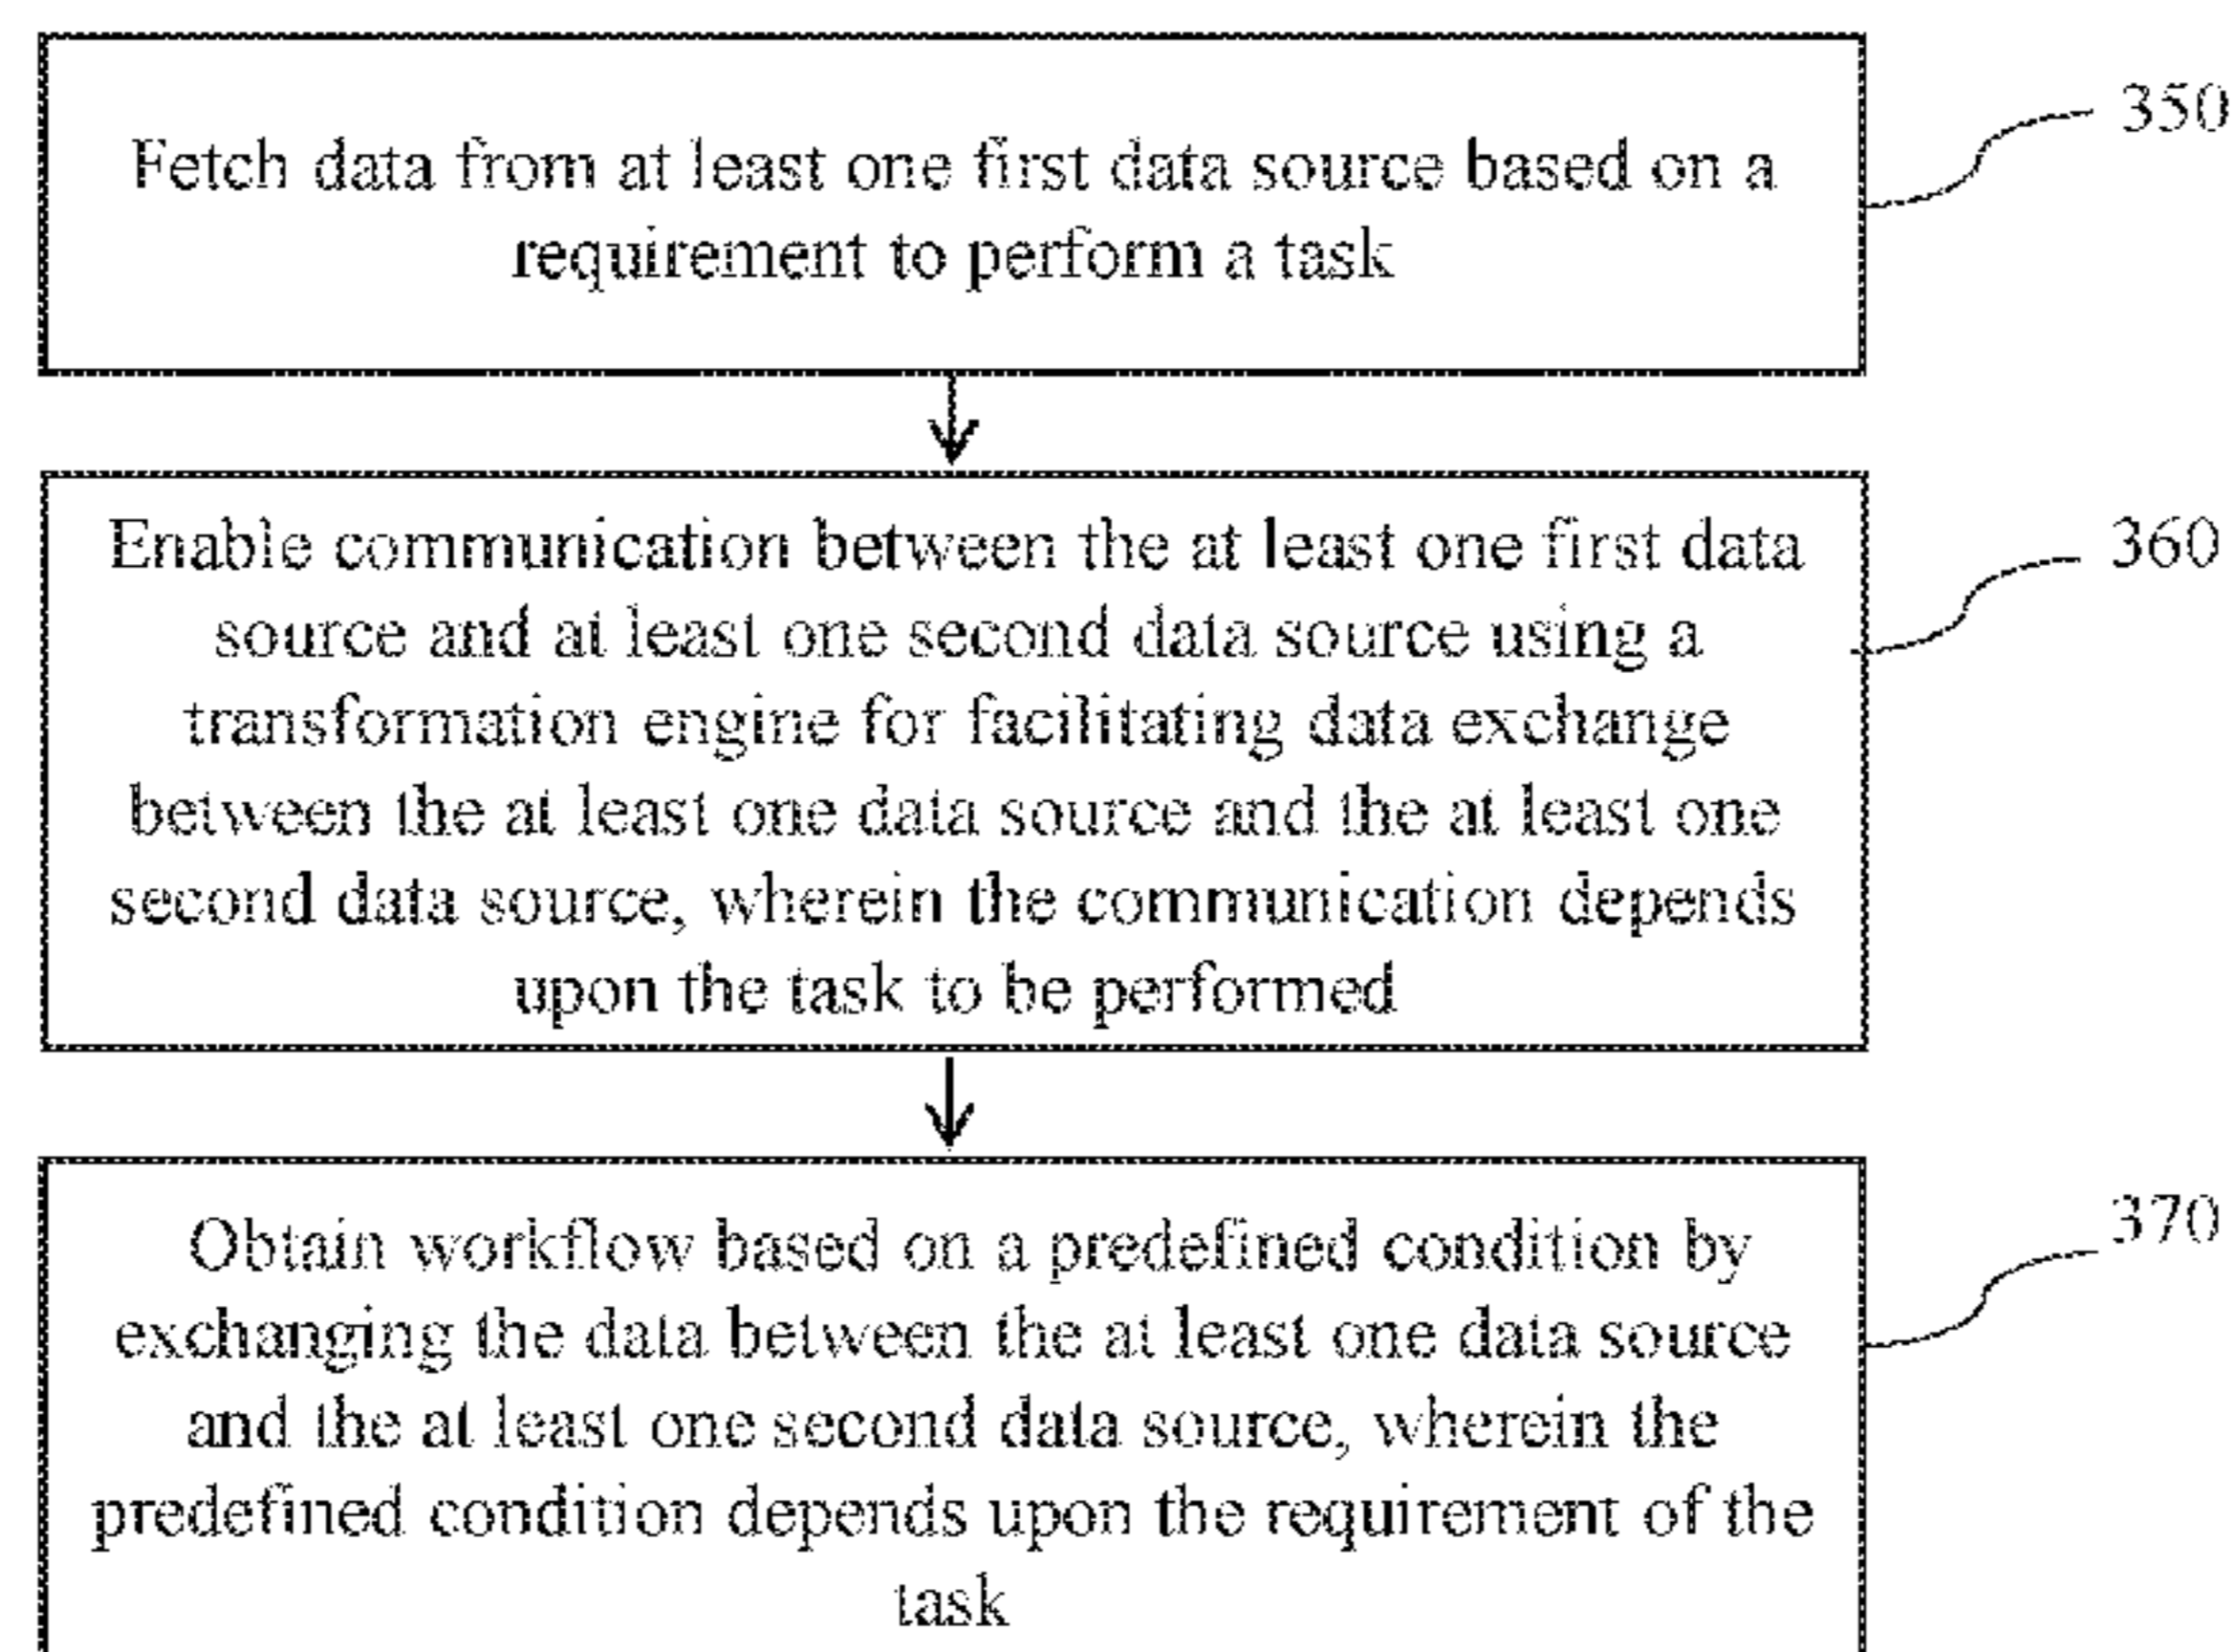 Fetch data from at least one first data source based on a
requirement to perform a task
350
Enable communication between the at least one first data
source and at least one second data source using a
transformation engine for facilitating data exchange
between the at least one data source and the at least one
second data source, wherein the communication depends
upon the task to be performed
360
Obtain workflow based on a predefined condition by
exchanging the data between the at least one data source
and the at least one second data source, wherein the
predefined condition depends upon the requirement of the
task
370